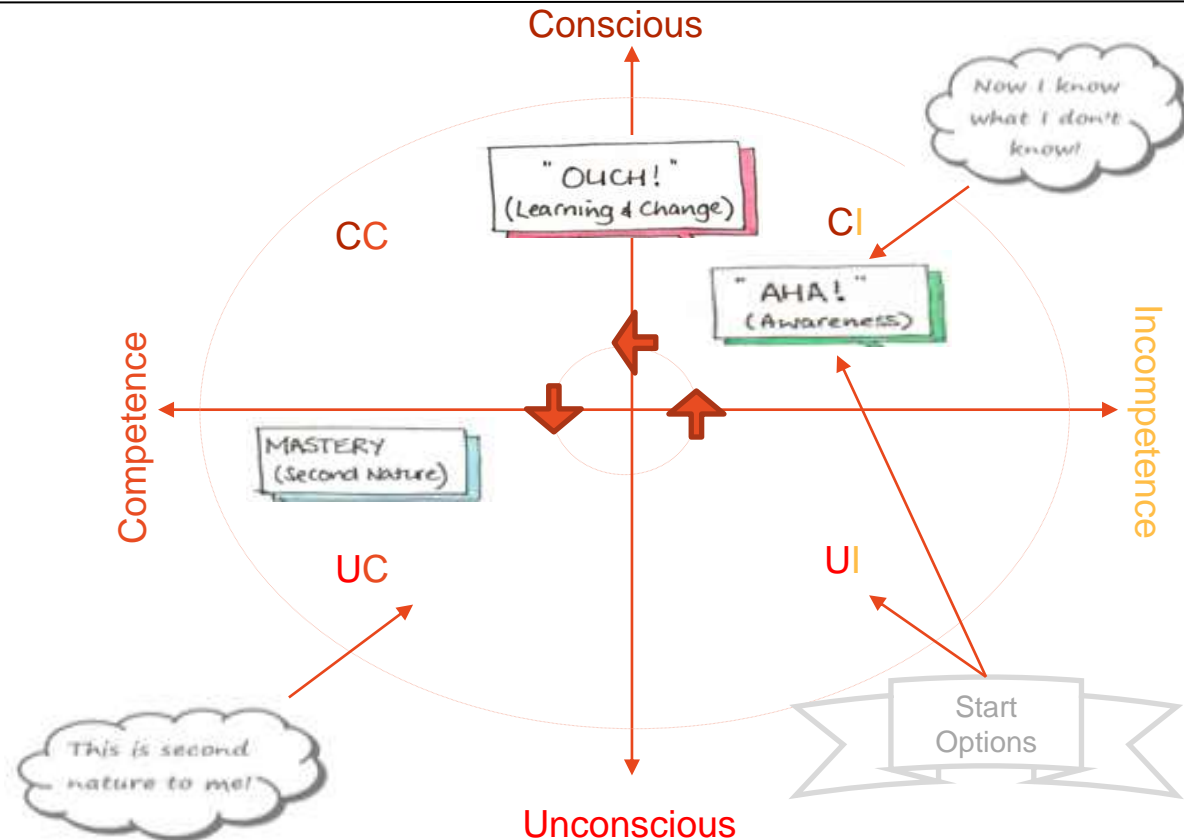 Conscious
Now I know
what I don't
know!
"OUCH!"
(Learning & Change)
CC
CI
"AHA!"
(Awareness)
Competence
Incompetence
MASTERY
(Second Nature)
UC
UI
Start
Options
This is second
nature to me!
Unconscious